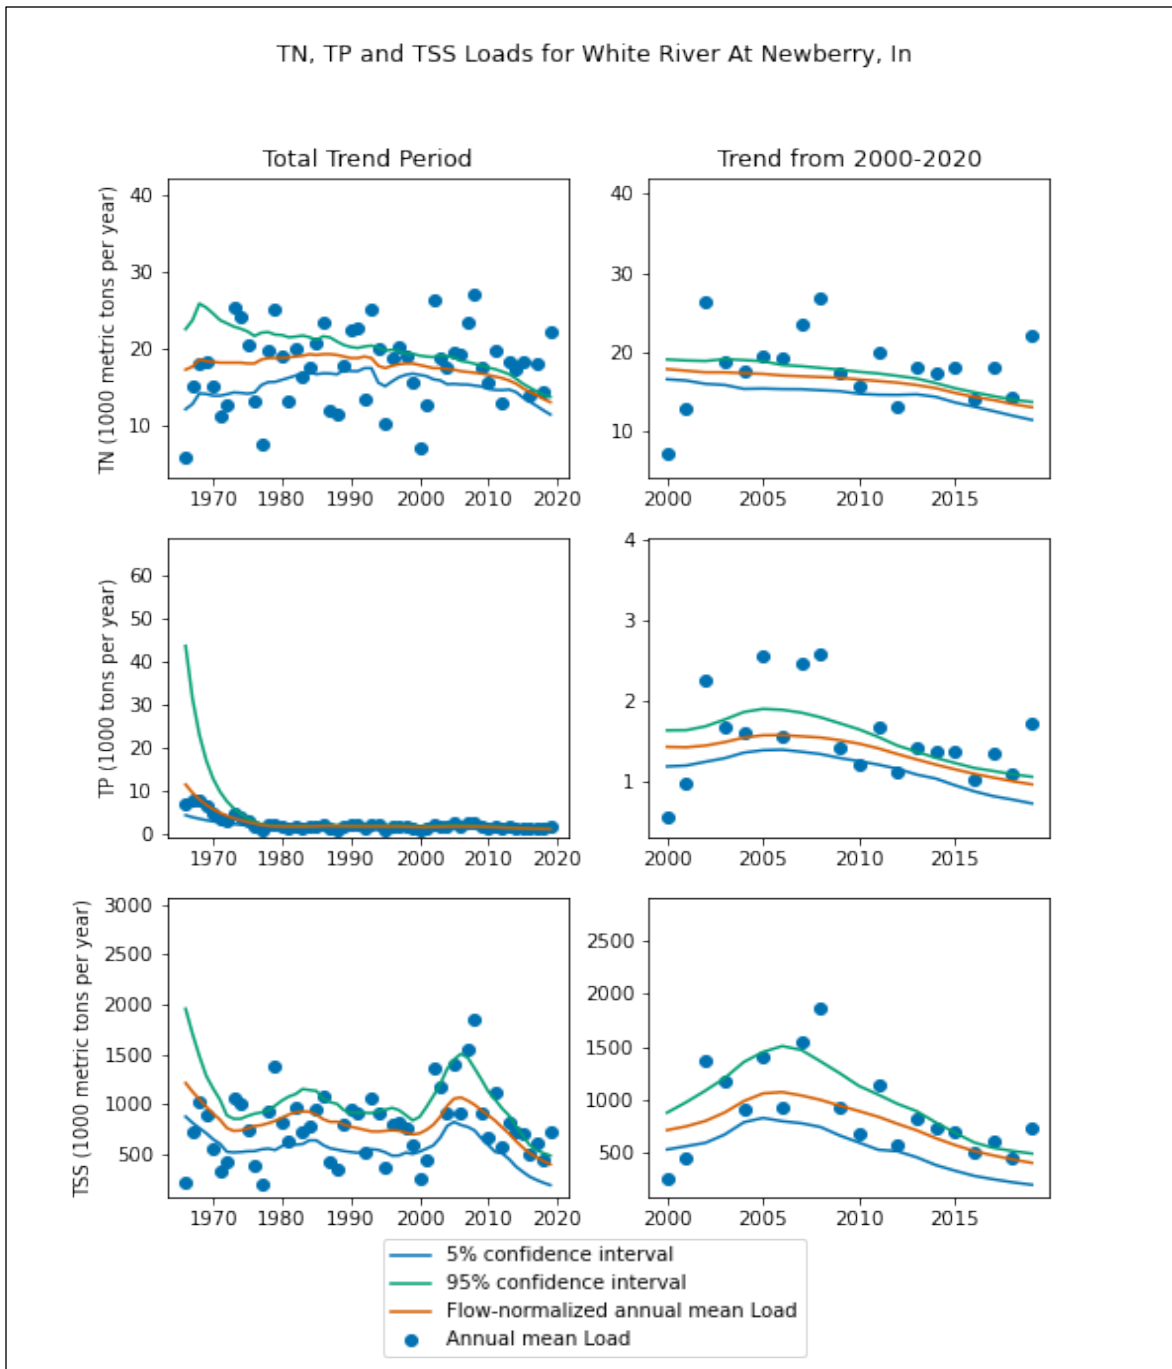 TN, TP and TSS Loads for White River At Newberry, In
Total Trend Period
Trend from 2000-2020
TN (1000 metric tons per year)
40
30
20
10
1970 1980 1990 2000 2010 2020
40
30
20
10
2000 2005 2010 2015
TP (1000 tons per year)
60
50
40
30
20
10
0
1970 1980 1990 2000 2010 2020
4
3
2
1
2000 2005 2010 2015
TSS (1000 metric tons per year)
3000
2500
2000
1500
1000
500
1970 1980 1990 2000 2010 2020
2500
2000
1500
1000
500
2000 2005 2010 2015
5% confidence interval
95% confidence interval
Flow-normalized annual mean Load
Annual mean Load